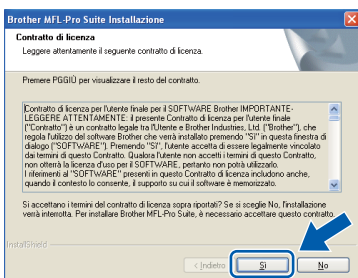 Brother MFL-Pro Suite Installazione
Contratto di licenza
Leggere attentamente il seguente contratto di licenza.
Premere PGGIÙ per visualizzare il resto del contratto.
Contratto di licenza per l'utente finale per il SOFTWARE Brother IMPORTANTE-
LEGGERE ATTENTAMENTE: il presente Contratto di licenza per l'utente finale
("Contratto") è un contratto legale tra l'Utente e Brother Industries, Ltd. ("Brother"), che
regola l'utilizzo del software Brother che verrà installato premendo "Sì" in questa finestra di
dialogo ("SOFTWARE"). Premendo "Sì", l'utente accetta di essere legalmente vincolato
dai termini di questo Contratto. Qualora l'utente non accetti i termini di questo Contratto,
non otterrà la licenza d'uso per il SOFTWARE, pertanto non potrà utilizzarlo.
I riferimenti al "SOFTWARE" presenti in questo Contratto di licenza includono anche,
quando il contesto lo consente, il supporto su cui il software è memorizzato.
Si accettano i termini del contratto di licenza sopra riportati? Se si sceglie No, l'installazione
verrà interrotta. Per installare Brother MFL-Pro Suite, è necessario accettare questo contratto.
InstallShield
< Indietro
Sì
No